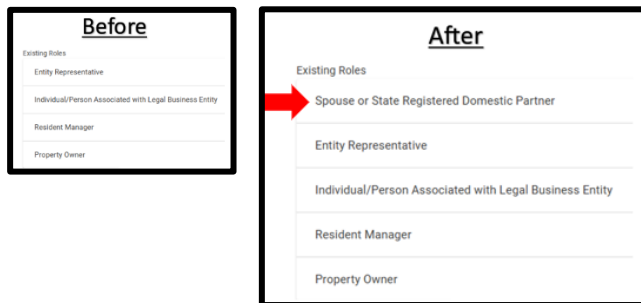 Before
Existing Roles
Entity Representative
Individual/Person Associated with Legal Business Entity
Resident Manager
Property Owner
After
Existing Roles
Spouse or State Registered Domestic Partner
Entity Representative
Individual/Person Associated with Legal Business Entity
Resident Manager
Property Owner